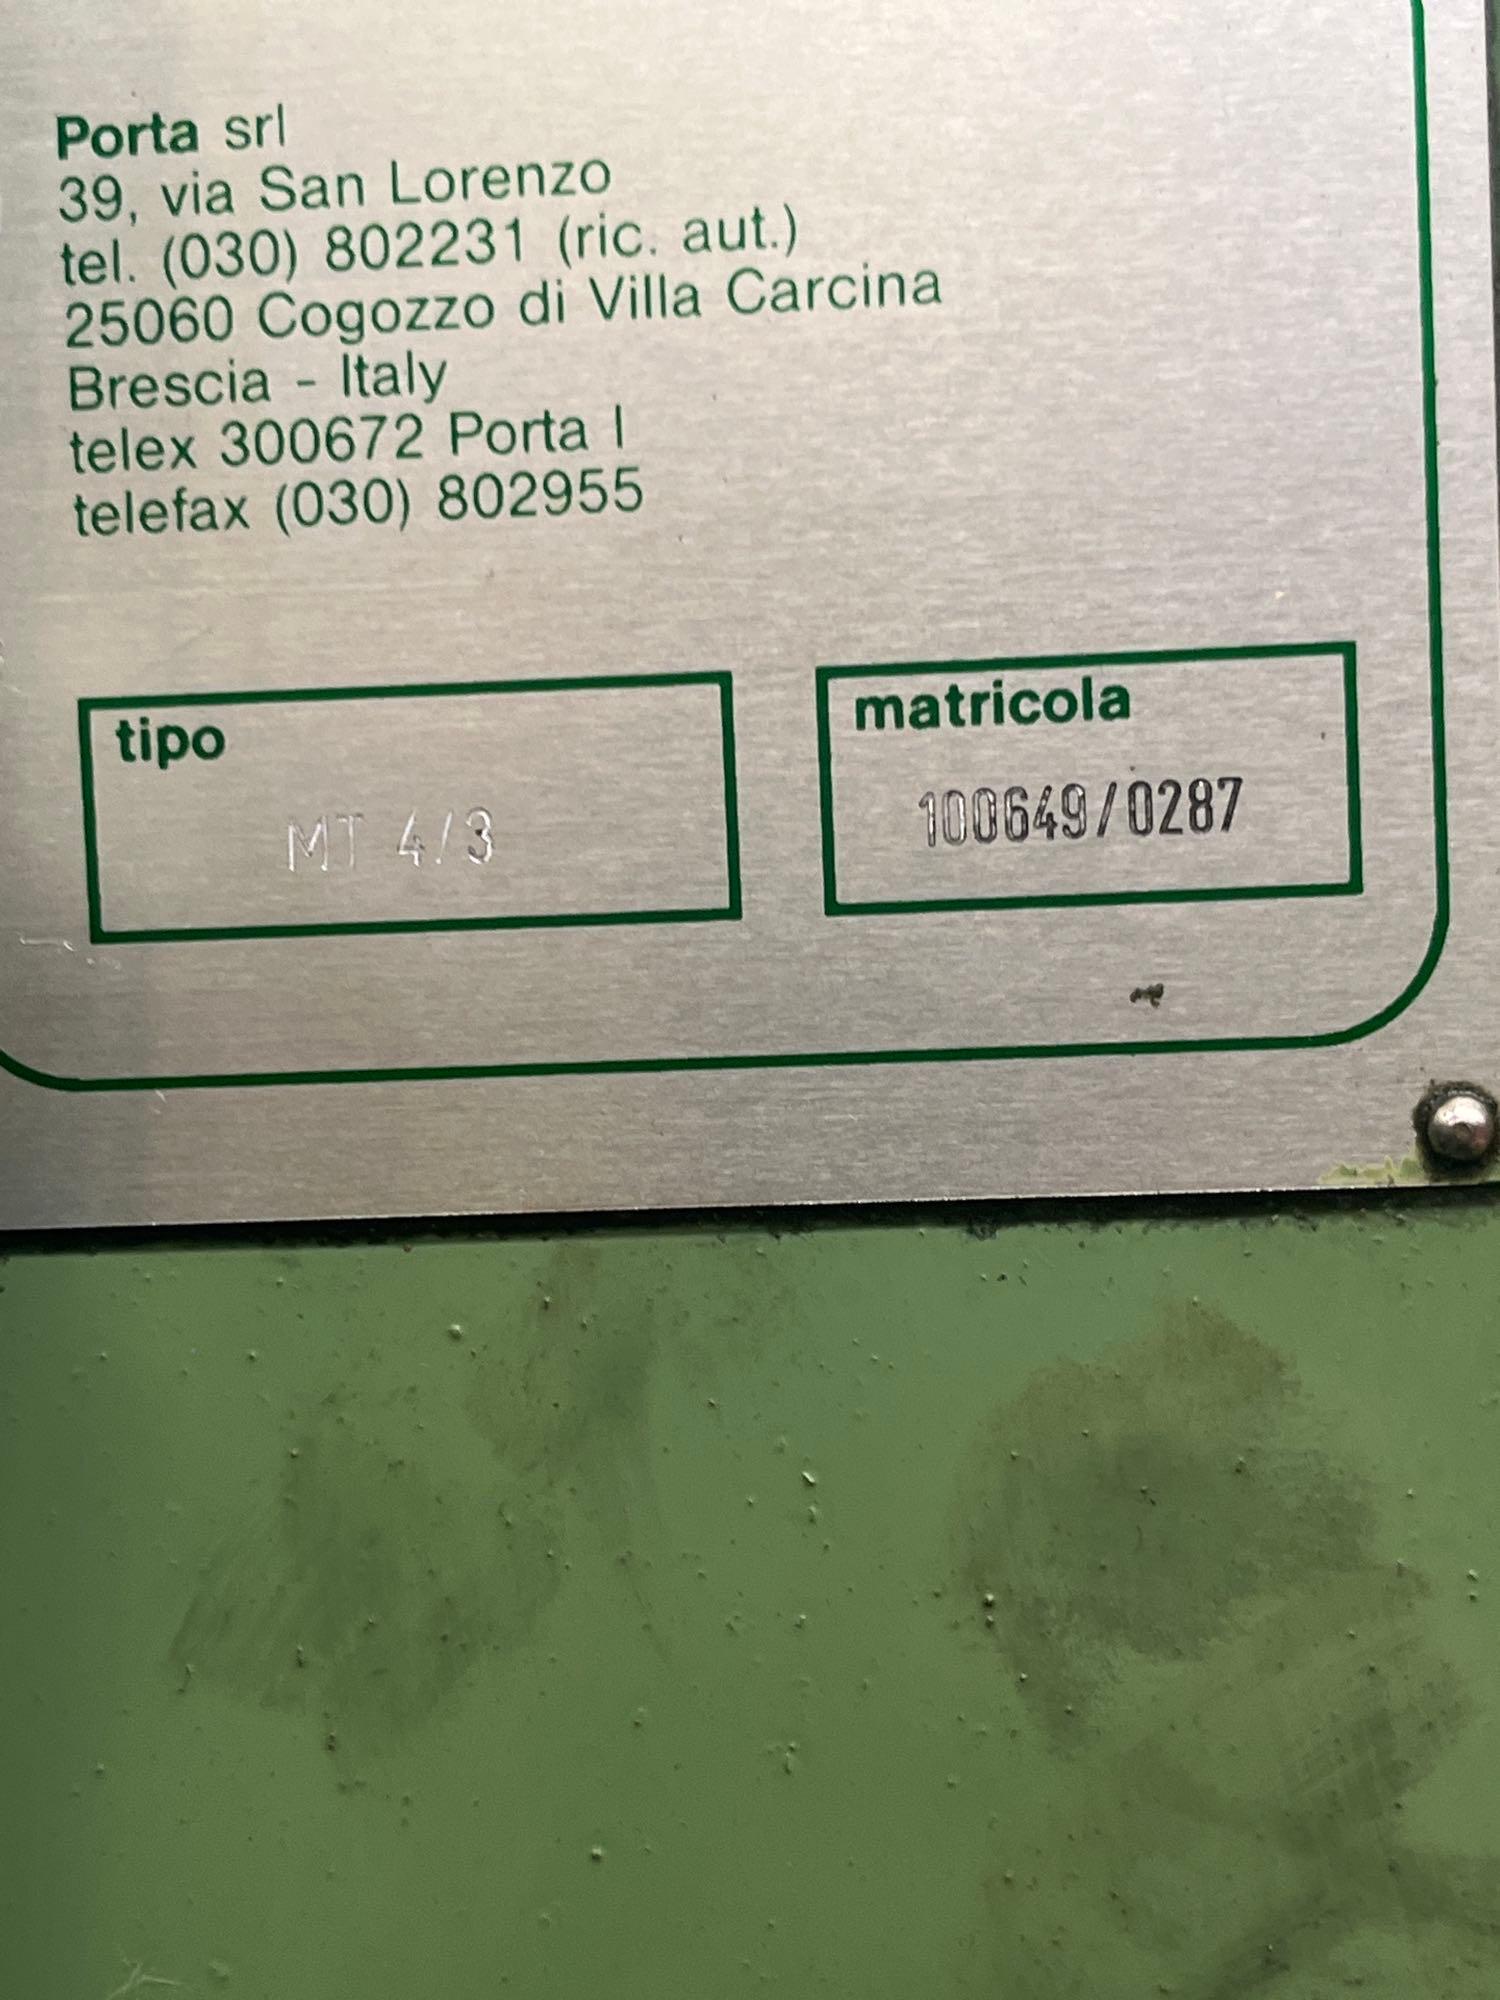 Porta srl
39, via San Lorenzo
tel. (030) 802231 (ric. aut.)
25060 Cogozzo di Villa Carcina
Brescia - Italy
telex 300672 Porta I
telefax (030) 802955
tipo
MT 4/3
matricola
100649/0287